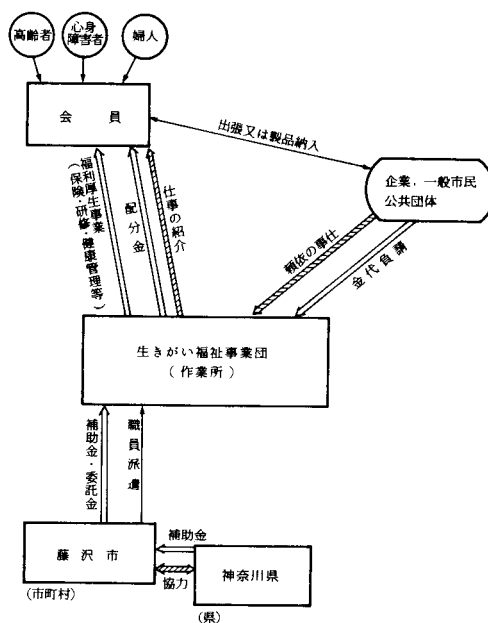 高齢者
心身
障害者
婦人
会員
出張又は製品納入
企業，一般市民
公共団体
福利厚生事業
（保険・研修・健康管理等）
配分金
仕事の紹介
頼依の事仕
金代負請
生きがい福祉事業団
（作業所）
補助金・委託金
職員派遣
藤沢市
(市町村)
補助金
協力
神奈川県
(県)